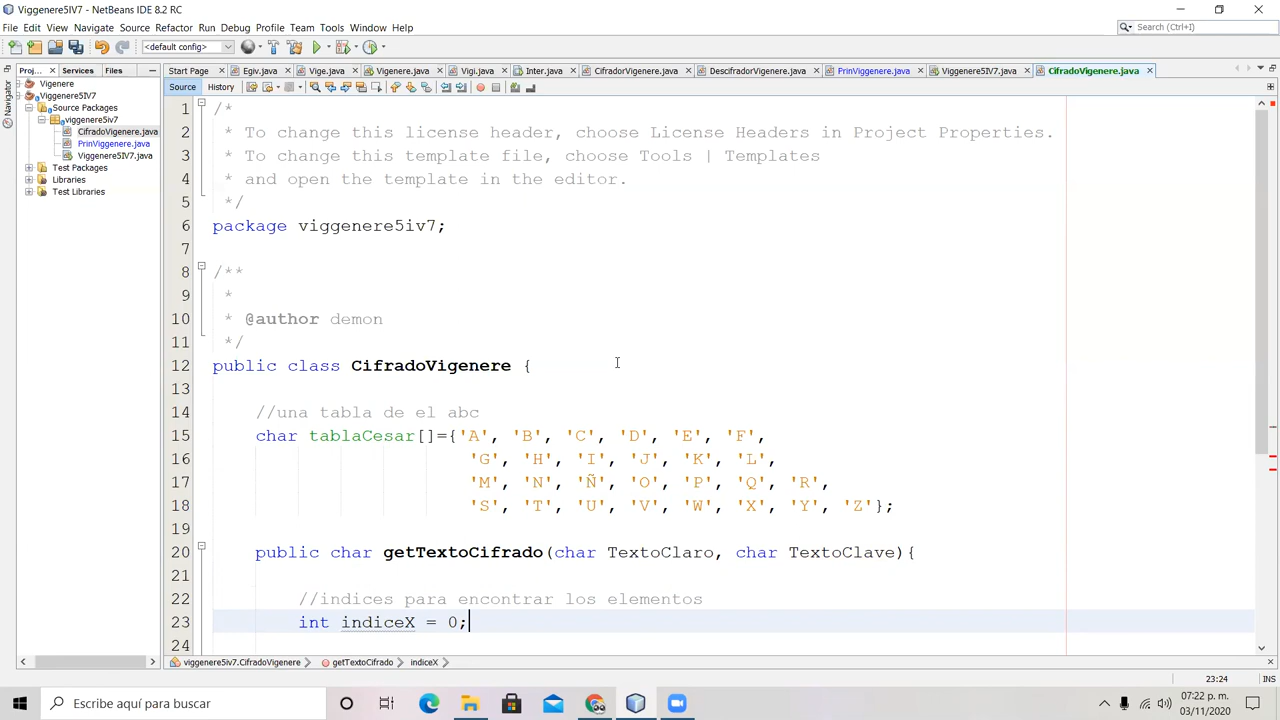 Viggenere5IV7 - NetBeans IDE 8.2 RC
File Edit View Navigate Source Refactor Run Debug Profile Team Tools Window Help
Search (Ctrl+I)
<default config>
Proj... Services Files
Start Page Egiv.java Vige.java Vigenere.java Vigi.java Inter.java CifradorVigenere.java DescifradorVigenere.java PrinViggenere.java Viggenere5IV7.java CifradoVigenere.java
Navigator
Vigenere
Viggenere5IV7
Source Packages
viggenere5iv7
CifradoVigenere.java
PrinViggenere.java
Viggenere5IV7.java
Test Packages
Libraries
Test Libraries
Source History
1 /*
2 * To change this license header, choose License Headers in Project Properties.
3 * To change this template file, choose Tools | Templates
4 * and open the template in the editor.
5 */
6 package viggenere5iv7;
7
8 /**
9 *
10 * @author demon
11 */
12 public class CifradoVigenere {
13
14 //una tabla de el abc
15 char tablaCesar[]={'A', 'B', 'C', 'D', 'E', 'F',
16 'G', 'H', 'I', 'J', 'K', 'L',
17 'M', 'N', 'Ñ', 'O', 'P', 'Q', 'R',
18 'S', 'T', 'U', 'V', 'W', 'X', 'Y', 'Z'};
19
20 public char getTextoCifrado(char TextoClaro, char TextoClave){
21
22 //indices para encontrar los elementos
23 int indiceX = 0;
24
viggenere5iv7.CifradoVigenere getTextoCifrado indiceX
23:24 INS
Escribe aquí para buscar
07:22 p. m.
03/11/2020